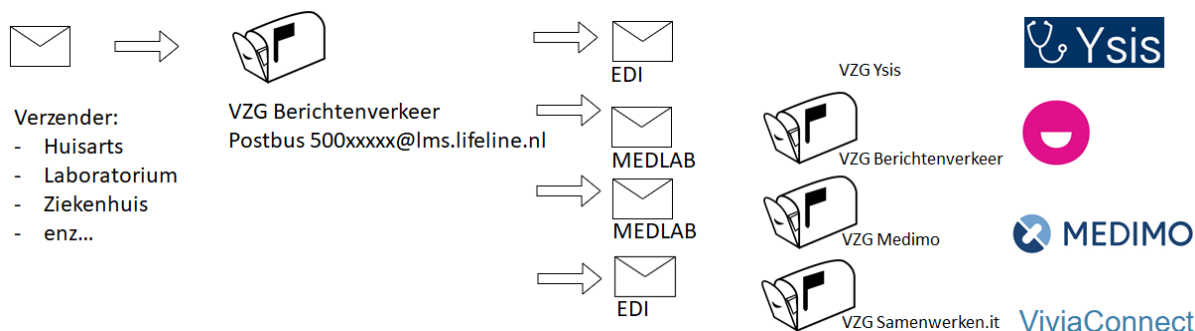 Verzender:
- Huisarts
- Laboratorium
- Ziekenhuis
- enz...
VZG Berichtenverkeer
Postbus 500xxxxx@lms.lifeline.nl
EDI
MEDLAB
MEDLAB
EDI
VZG Ysis
VZG Berichtenverkeer
VZG Medimo
VZG Samenwerken.it
Ysis
MEDIMO
ViviaConnect